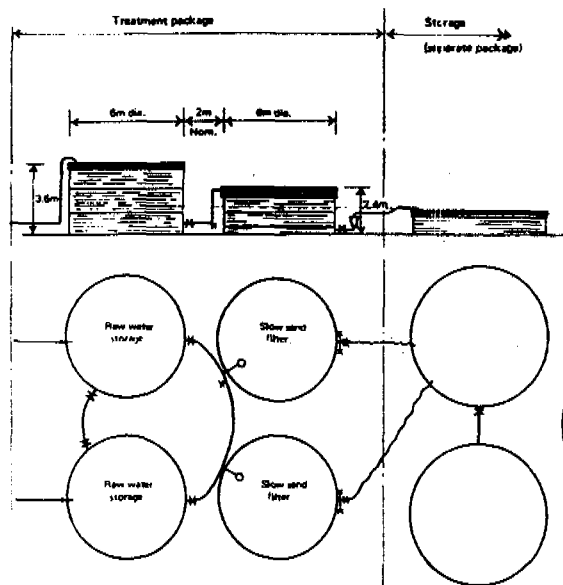 Treatment package
Storage
(separate package)
6m dia.
2m
Nom.
6m dia.
3.6m
2.4m
Raw water
storage
Slow sand
filter.
Raw water
storage
Slow sand
filter